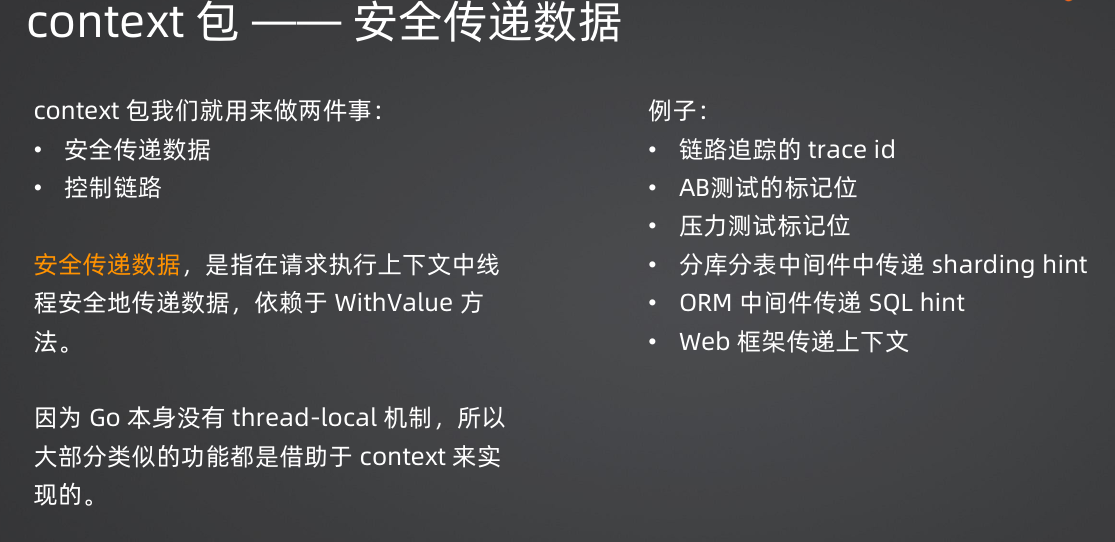 context 包 —— 安全传递数据
context 包我们就用来做两件事：
• 安全传递数据
• 控制链路
安全传递数据，是指在请求执行上下文中线
程安全地传递数据，依赖于 WithValue 方
法。
因为 Go 本身没有 thread-local 机制，所以
大部分类似的功能都是借助于 context 来实
现的。
例子：
• 链路追踪的 trace id
• AB测试的标记位
• 压力测试标记位
• 分库分表中间件中传递 sharding hint
• ORM 中间件传递 SQL hint
• Web 框架传递上下文